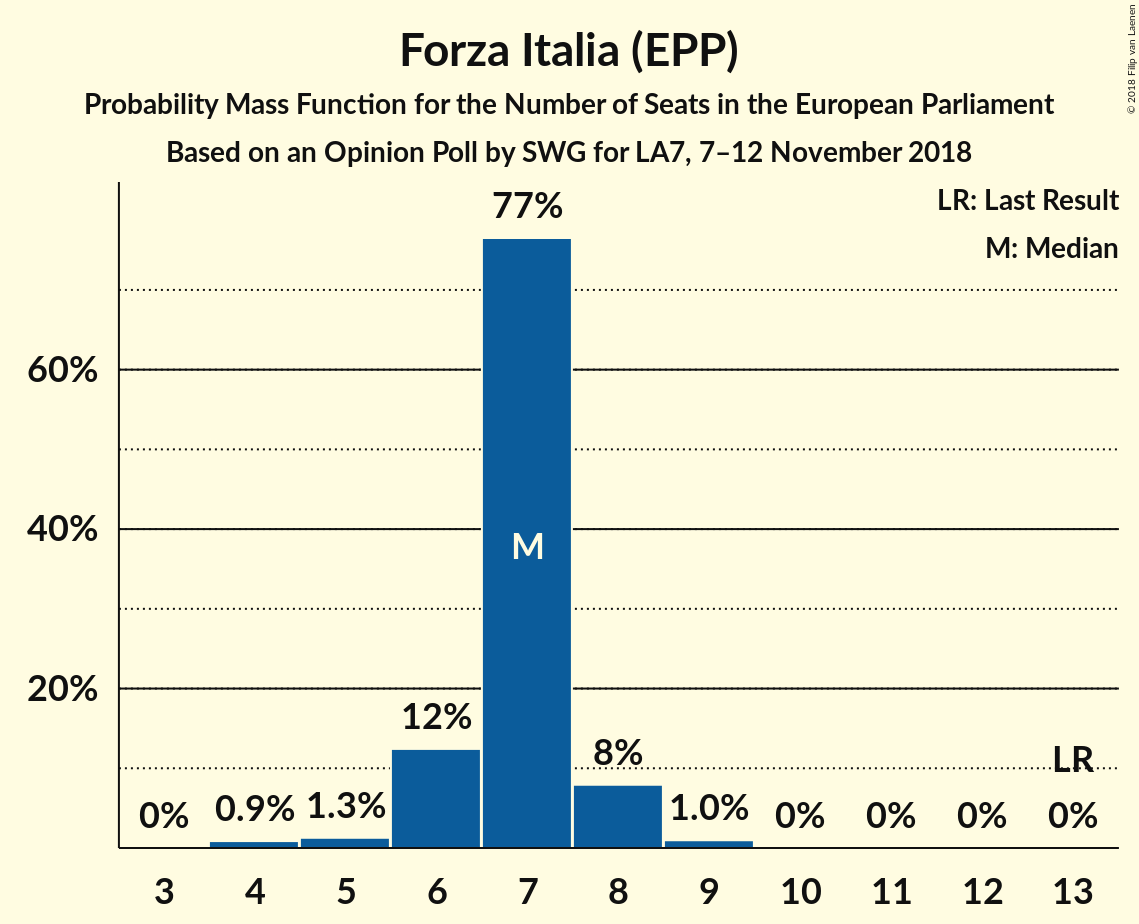 Forza Italia (EPP)
Probability Mass Function for the Number of Seats in the European Parliament
Based on an Opinion Poll by SWG for LA7, 7–12 November 2018
© 2018 Filip van Laenen
LR: Last Result
M: Median
77%
60%
40%
M
20%
12%
8%
LR
0%
0.9%
1.3%
1.0%
0%
0%
0%
0%
3 4 5 6 7 8 9 10 11 12 13